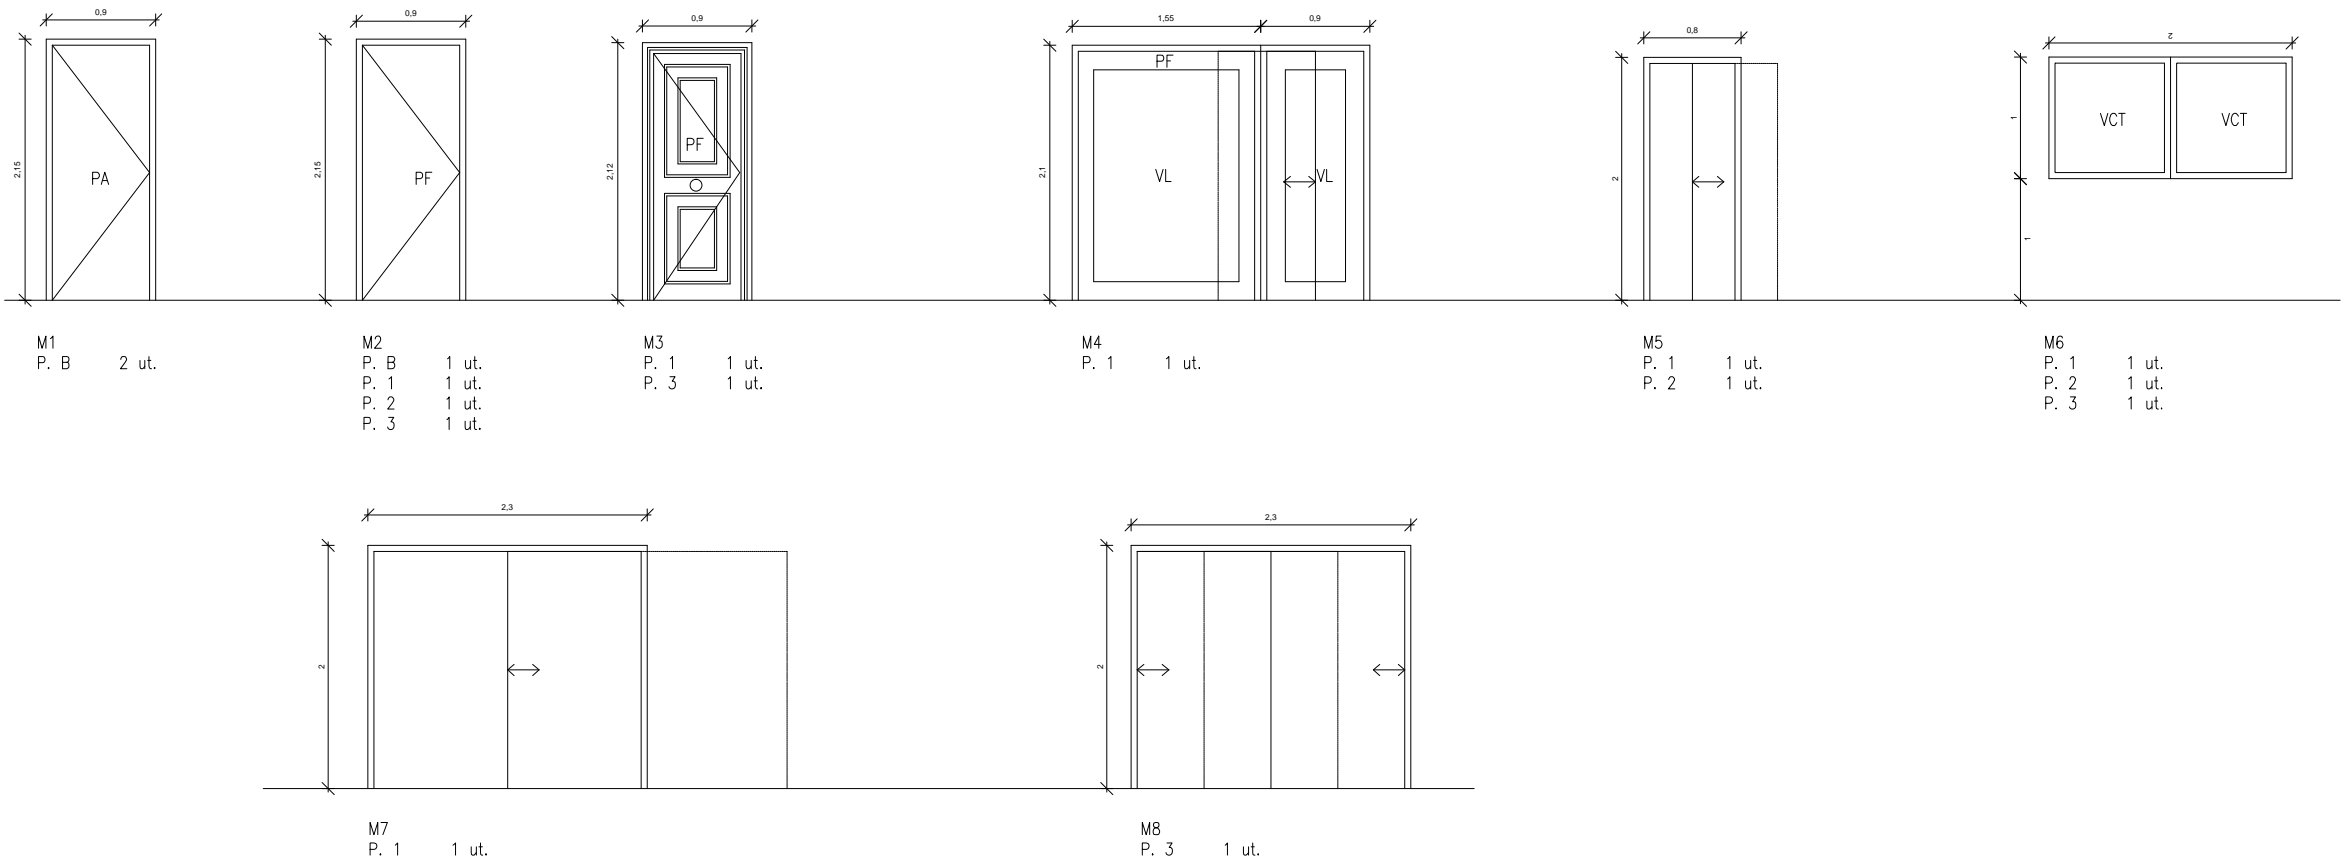 0,9
2,15
PA
M1
P. B 2 ut.
0,9
2,15
PF
M2
P. B 1 ut.
P. 1 1 ut.
P. 2 1 ut.
P. 3 1 ut.
0,9
2,12
PF
M3
P. 1 1 ut.
P. 3 1 ut.
1,55 0,9
2,1
PF
VL VL
M4
P. 1 1 ut.
0,8
2
M5
P. 1 1 ut.
P. 2 1 ut.
2
1
VCT VCT
1
M6
P. 1 1 ut.
P. 2 1 ut.
P. 3 1 ut.
2,3
2
M7
P. 1 1 ut.
2,3
2
M8
P. 3 1 ut.